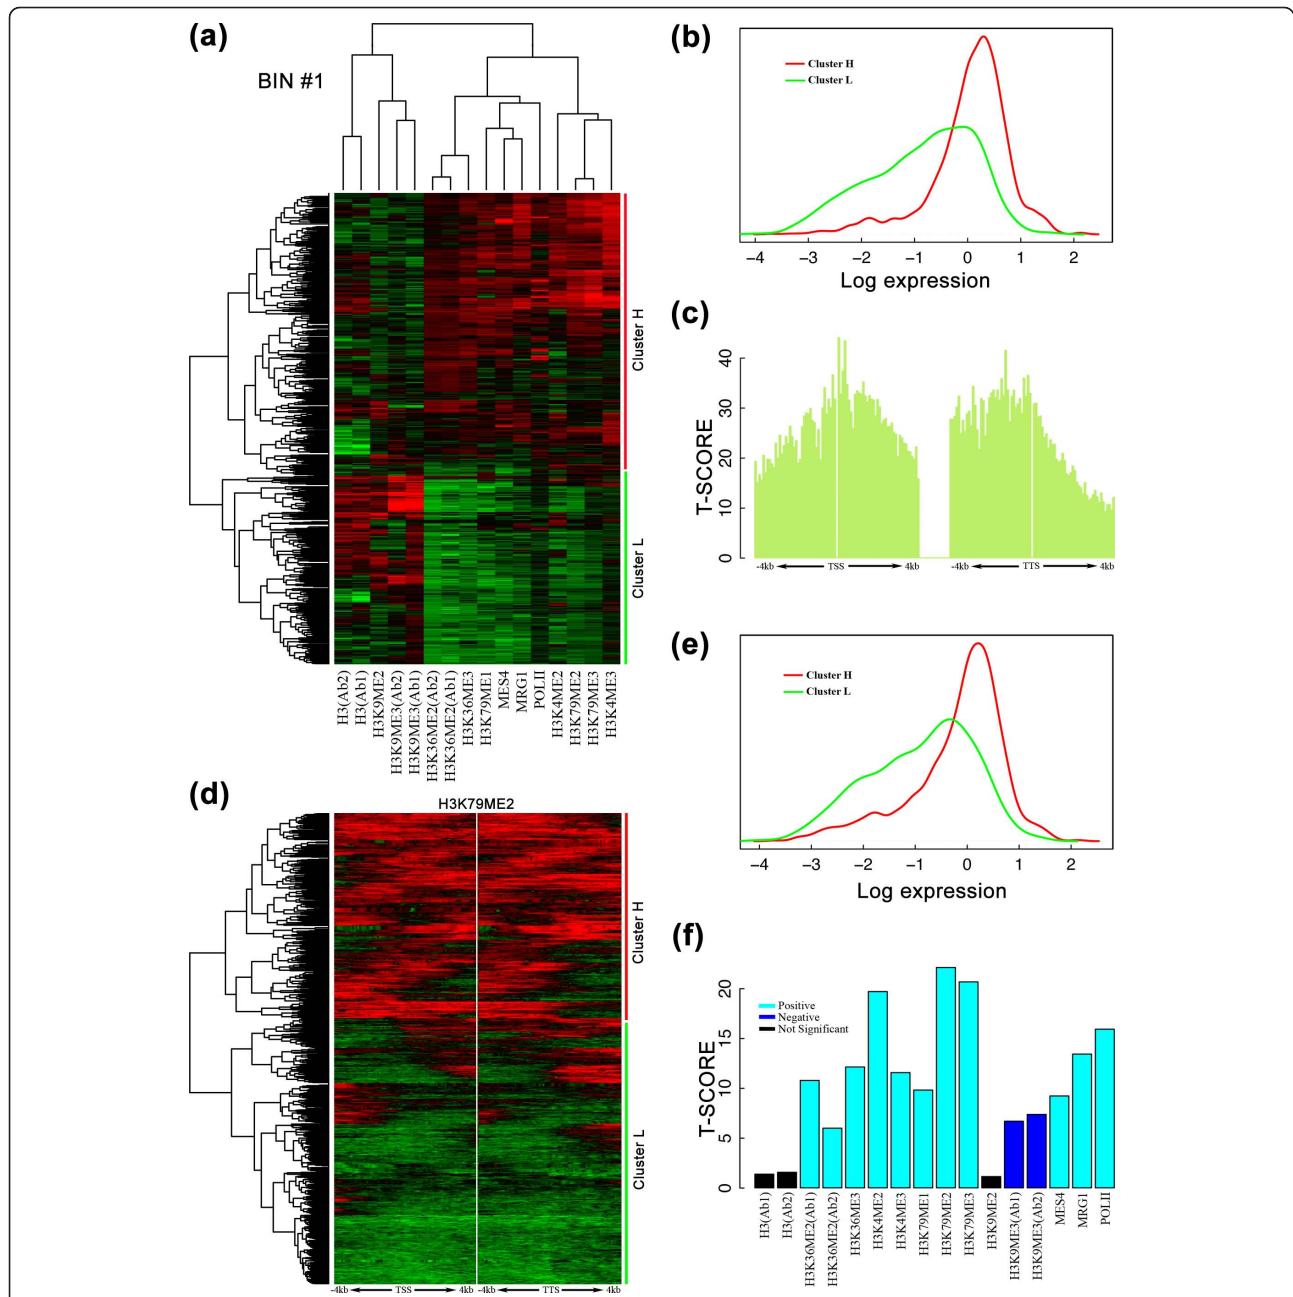 (a)
BIN #1
Cluster H
Cluster L
H3(Ab2)
H3(Ab1)
H3K9ME2
H3K9ME3(Ab2)
H3K9ME3(Ab1)
H3K36ME2(Ab2)
H3K36ME2(Ab1)
H3K36ME3
H3K79ME1
MES4
MRG1
POLII
H3K4ME2
H3K79ME2
H3K79ME3
H3K4ME3
(b)
Cluster H
Cluster L
−4 −3 −2 −1 0 1 2
Log expression
(c)
T-SCORE
0 10 20 30 40
-4kb TSS 4kb -4kb TTS 4kb
(d)
H3K79ME2
Cluster H
Cluster L
-4kb TSS 4kb -4kb TTS 4kb
(e)
Cluster H
Cluster L
−4 −3 −2 −1 0 1 2
Log expression
(f)
Positive
Negative
Not Significant
T-SCORE
0 5 10 15 20
H3(Ab1)
H3(Ab2)
H3K36ME2(Ab1)
H3K36ME2(Ab2)
H3K36ME3
H3K4ME2
H3K4ME3
H3K79ME1
H3K79ME2
H3K79ME3
H3K9ME2
H3K9ME3(Ab1)
H3K9ME3(Ab2)
MES4
MRG1
POLII